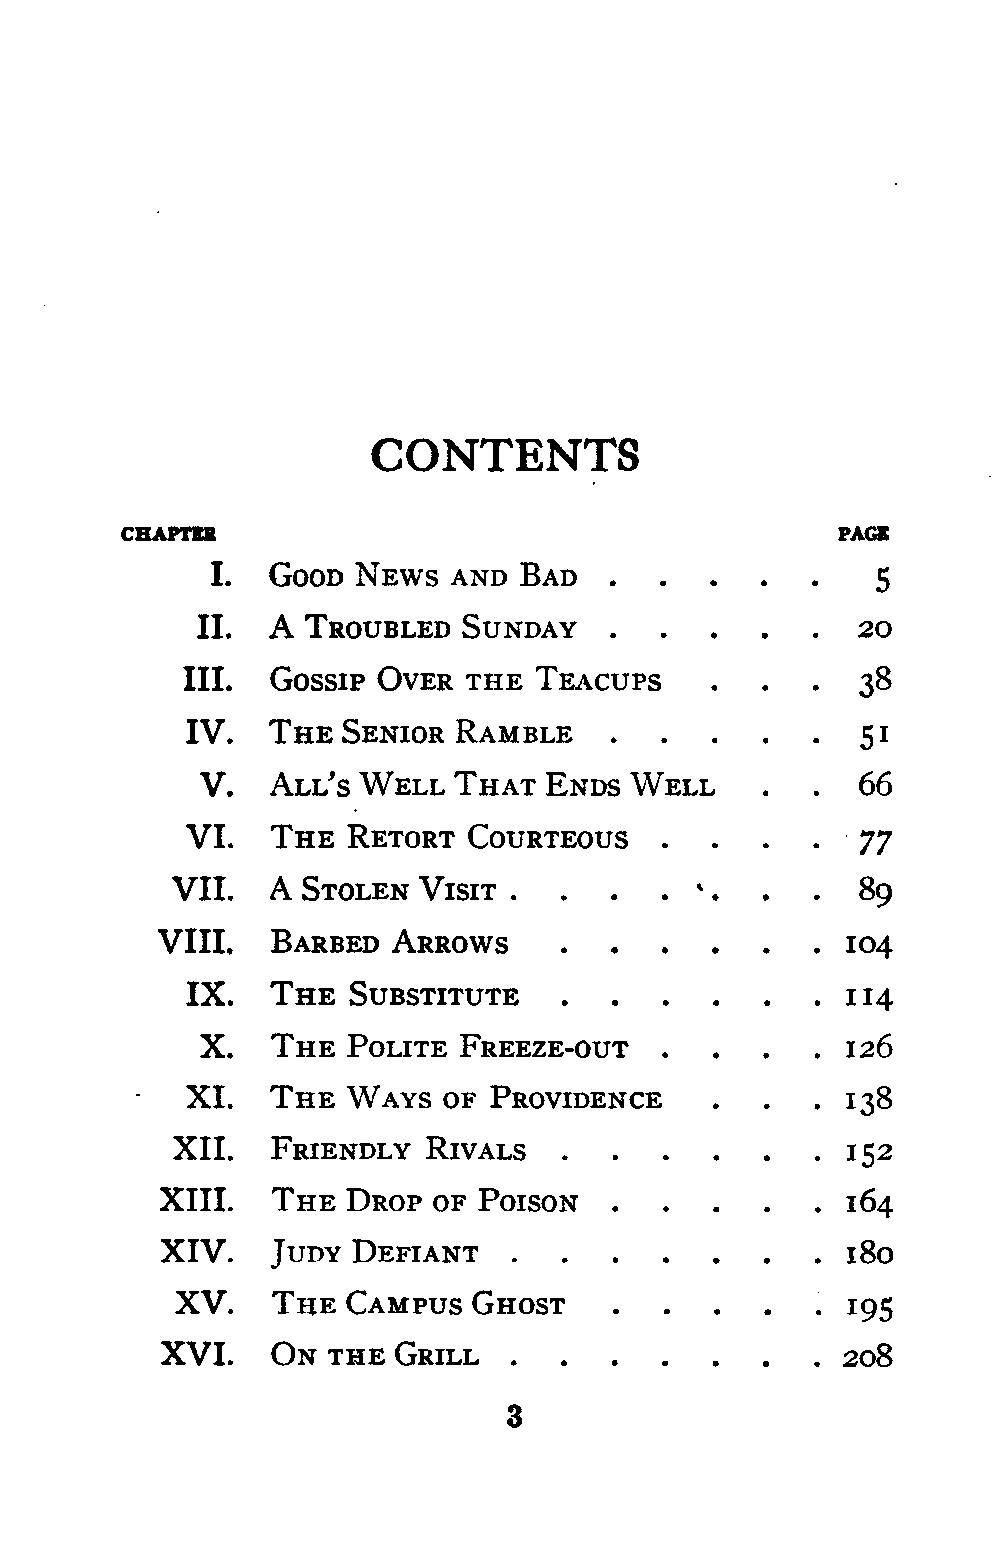 CONTENTS
CHAPTER PAGE
I. Good News and Bad . . . . . 5
II. A Troubled Sunday . . . . . 20
III. Gossip Over the Teacups . . . 38
IV. The Senior Ramble . . . . . 51
V. All's Well That Ends Well . . 66
VI. The Retort Courteous . . . . 77
VII. A Stolen Visit . . . . . . . 89
VIII. Barbed Arrows . . . . . . 104
IX. The Substitute . . . . . . 114
X. The Polite Freeze-out . . . . 126
XI. The Ways of Providence . . . 138
XII. Friendly Rivals . . . . . . 152
XIII. The Drop of Poison . . . . . 164
XIV. Judy Defiant . . . . . . . 180
XV. The Campus Ghost . . . . . 195
XVI. On the Grill . . . . . . . 208
3